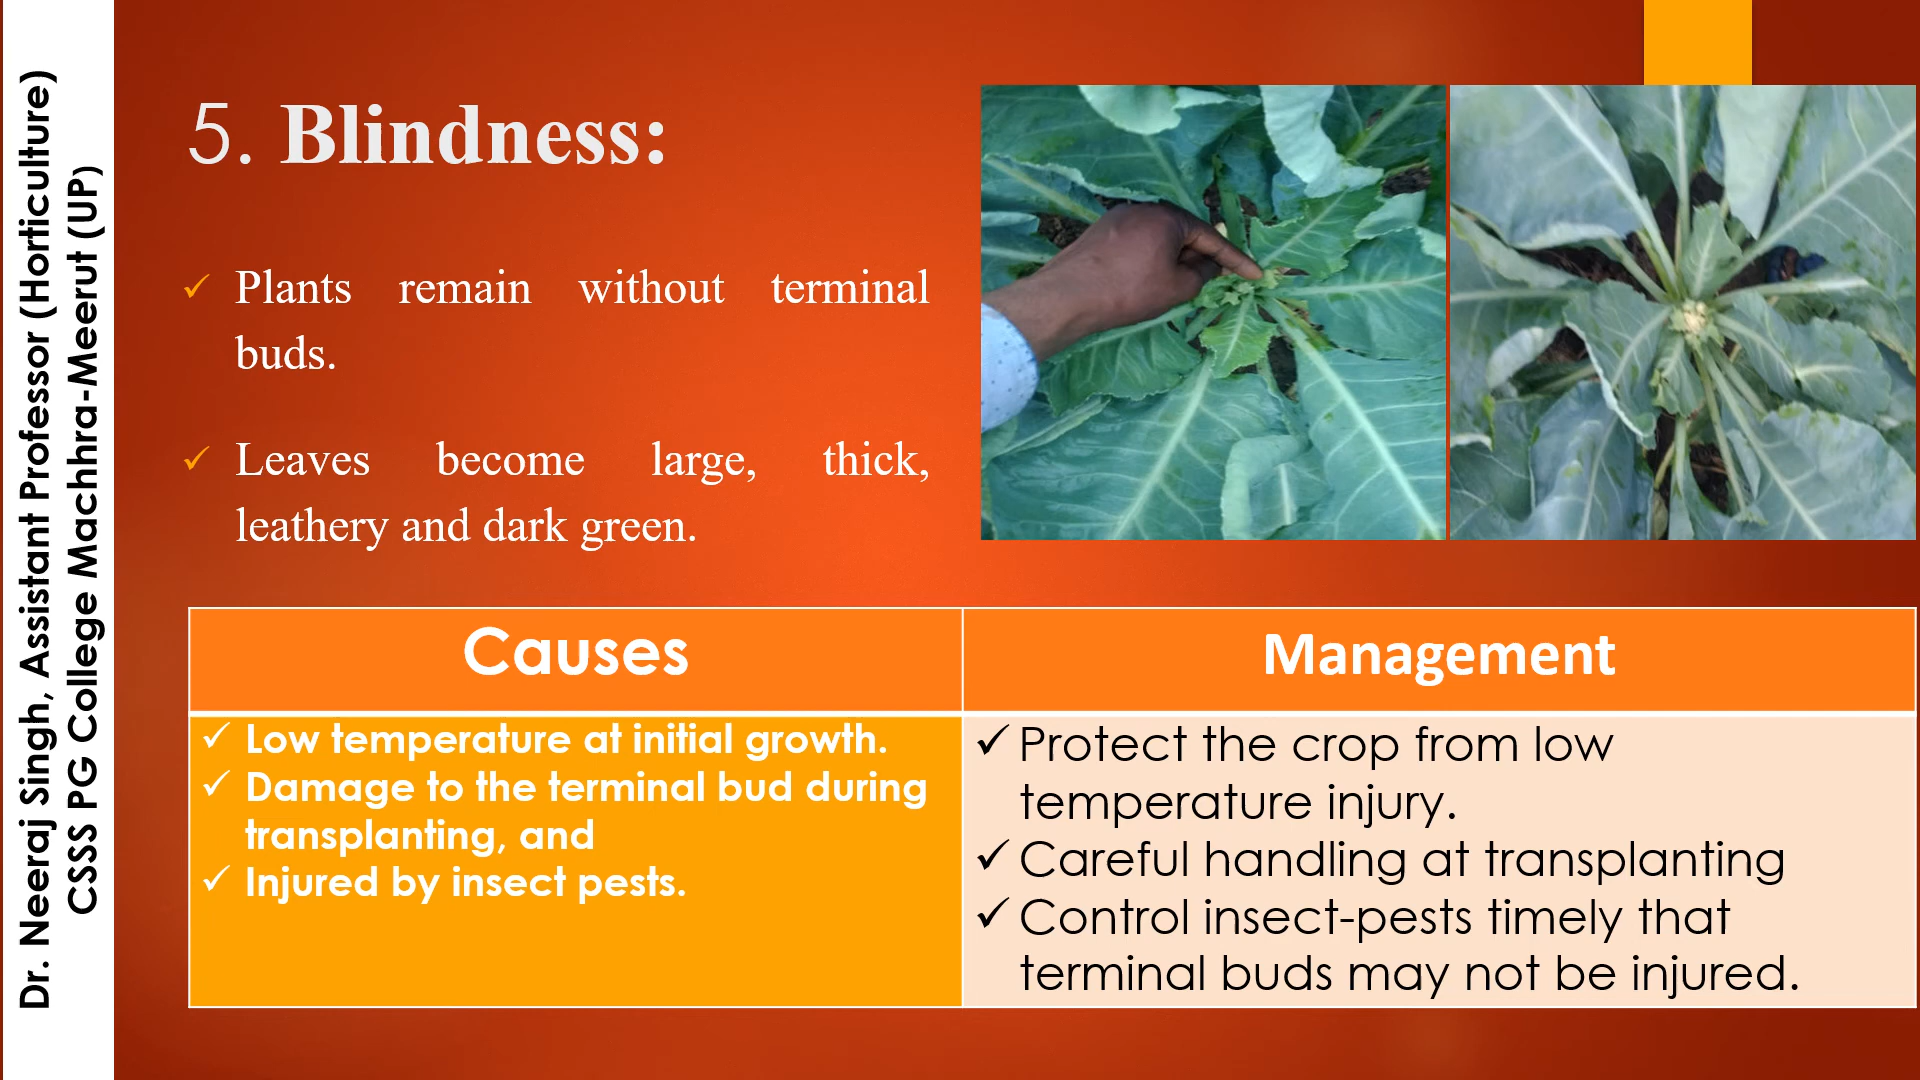 Dr. Neeraj Singh, Assistant Professor (Horticulture)
CSSS PG College Machhra-Meerut (UP)
5. Blindness:
✓ Plants remain without terminal
buds.
✓ Leaves become large, thick,
leathery and dark green.
Causes
✓ Low temperature at initial growth.
✓ Damage to the terminal bud during
transplanting, and
✓ Injured by insect pests.
Management
✓ Protect the crop from low
temperature injury.
✓ Careful handling at transplanting
✓ Control insect-pests timely that
terminal buds may not be injured.